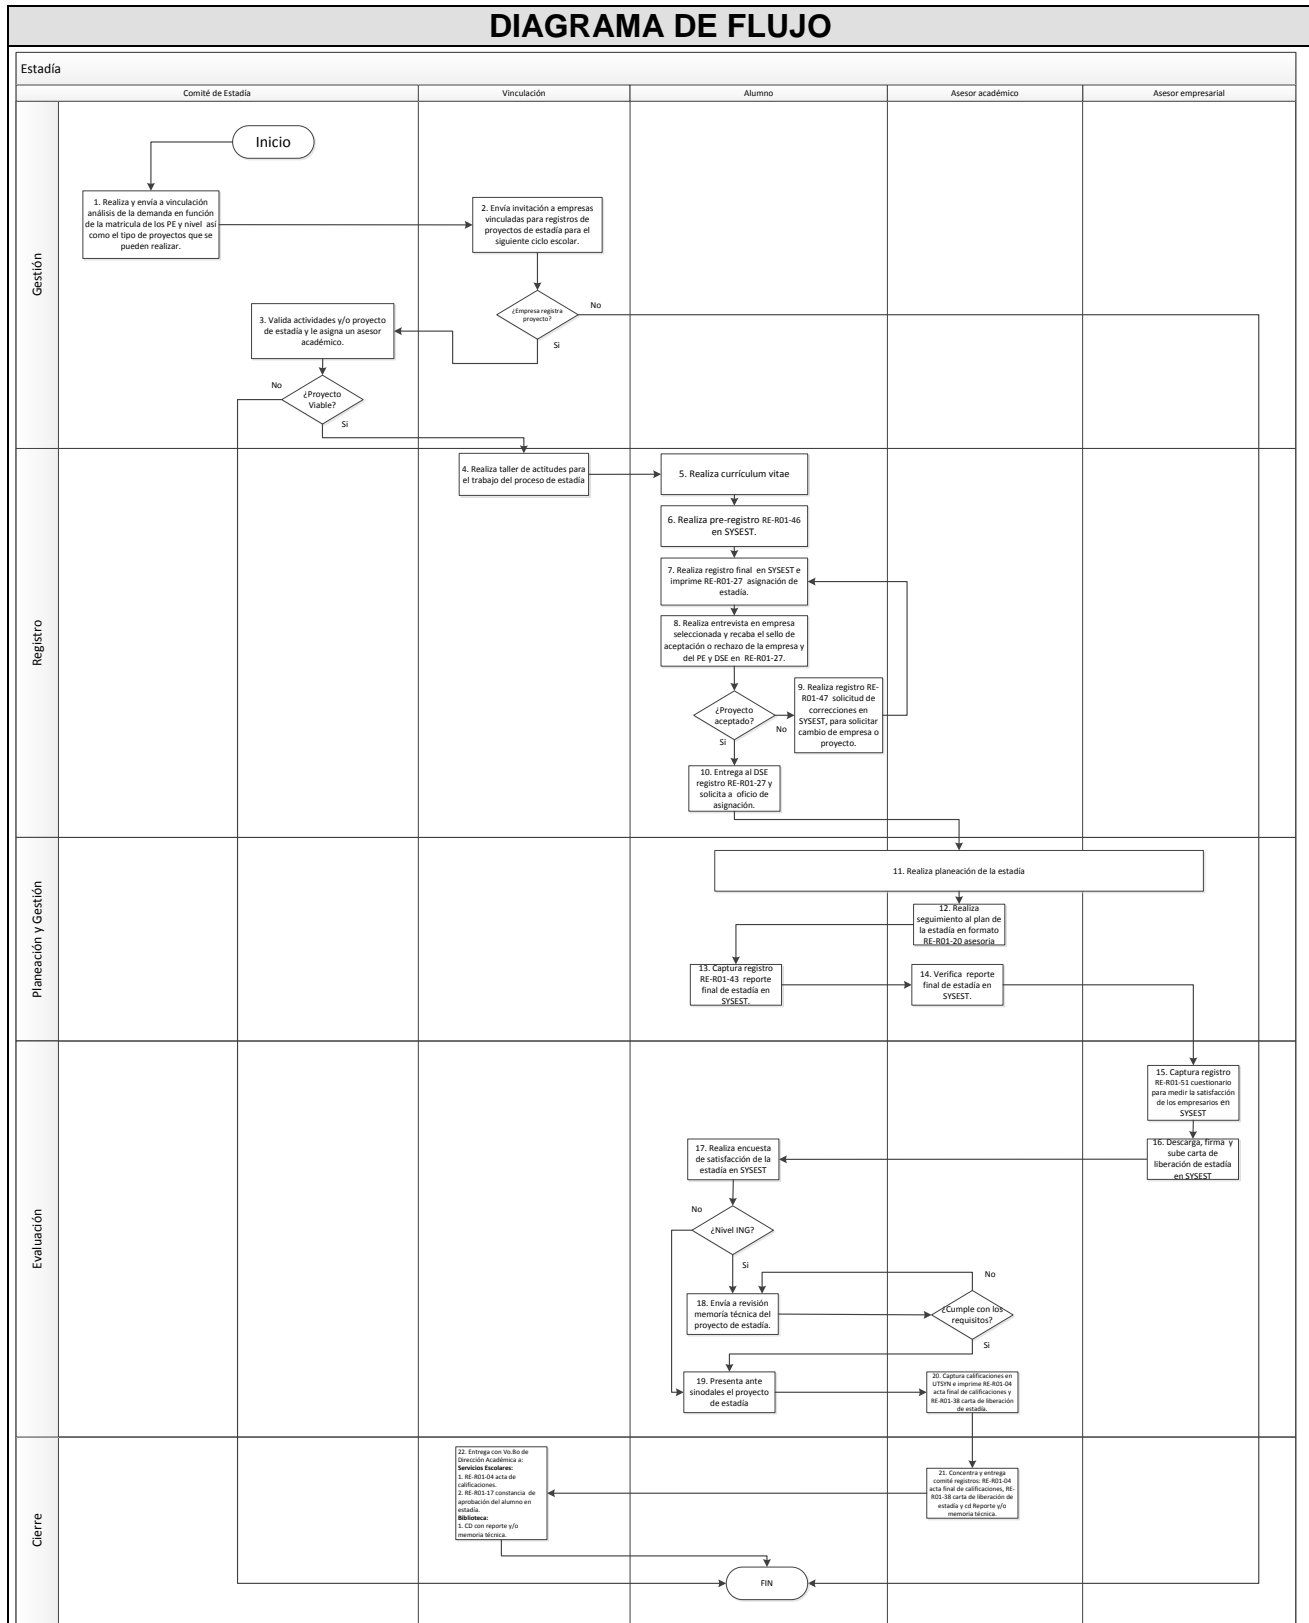 DIAGRAMA DE FLUJO
Estadía
Comité de Estadía
Vinculación
Alumno
Asesor académico
Asesor empresarial
Gestión
Inicio
1. Realiza y envía a vinculación
análisis de la demanda en función
de la matricula de los PE y nivel así
como el tipo de proyectos que se
pueden realizar.
2. Envía invitación a empresas
vinculadas para registros de
proyectos de estadía para el
siguiente ciclo escolar.
¿Empresa registra
proyecto?
No
Si
3. Valida actividades y/o proyecto
de estadía y le asigna un asesor
académico.
¿Proyecto
Viable?
No
Si
Registro
4. Realiza taller de actitudes para
el trabajo del proceso de estadía
5. Realiza currículum vitae
6. Realiza pre-registro RE-R01-46
en SYSEST.
7. Realiza registro final en SYSEST e
imprime RE-R01-27 asignación de
estadía.
8. Realiza entrevista en empresa
seleccionada y recaba el sello de
aceptación o rechazo de la empresa y
del PE y DSE en RE-R01-27.
¿Proyecto
aceptado?
No
Si
9. Realiza registro RE-
R01-47 solicitud de
correcciones en
SYSEST, para solicitar
cambio de empresa o
proyecto.
10. Entrega al DSE
registro RE-R01-27 y
solicita a oficio de
asignación.
Planeación y Gestión
11. Realiza planeación de la estadía
12. Realiza
seguimiento al plan de
la estadía en formato
RE-R01-20 asesoria
13. Captura registro
RE-R01-43 reporte
final de estadía en
SYSEST.
14. Verifica reporte
final de estadía en
SYSEST.
Evaluación
15. Captura registro
RE-R01-51 cuestionario
para medir la satisfacción
de los empresarios en
SYSEST
16. Descarga, firma y
sube carta de
liberación de estadía
en SYSEST
17. Realiza encuesta
de satisfacción de la
estadía en SYSEST
¿Nivel ING?
No
Si
18. Envía a revisión
memoría técnica del
proyecto de estadía.
¿Cumple con los
requisitos?
No
Si
19. Presenta ante
sinodales el proyecto
de estadía
20. Captura calificaciones en
UTSYN e imprime RE-R01-04
acta final de calificaciones y
RE-R01-38 carta de liberación
de estadía.
Cierre
21. Concentra y entrega
comité registros: RE-R01-04
acta final de calificaciones, RE-
R01-38 carta de liberación de
estadía y cd Reporte y/o
memoria técnica.
22. Entrega con Vo.Bo de
Dirección Académica a:
Servicios Escolares:
1. RE-R01-04 acta de
calificaciones.
2. RE-R01-17 constancia de
aprobación del alumno en
estadía.
Biblioteca:
1. CD con reporte y/o
memoria técnica.
FIN